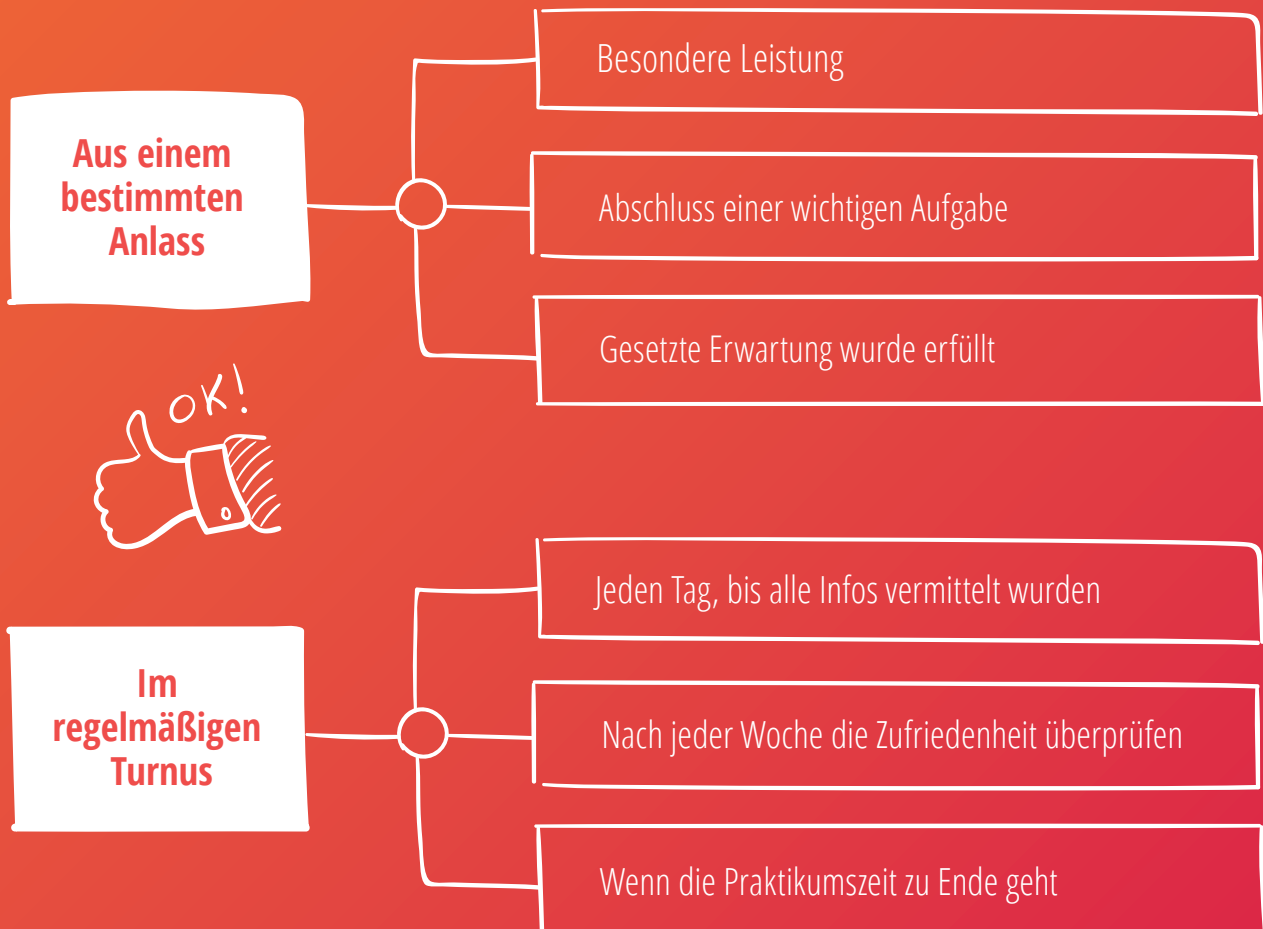 Aus einem
bestimmten
Anlass
Besondere Leistung
Abschluss einer wichtigen Aufgabe
Gesetzte Erwartung wurde erfüllt
OK!
Im
regelmäßigen
Turnus
Jeden Tag, bis alle Infos vermittelt wurden
Nach jeder Woche die Zufriedenheit überprüfen
Wenn die Praktikumszeit zu Ende geht